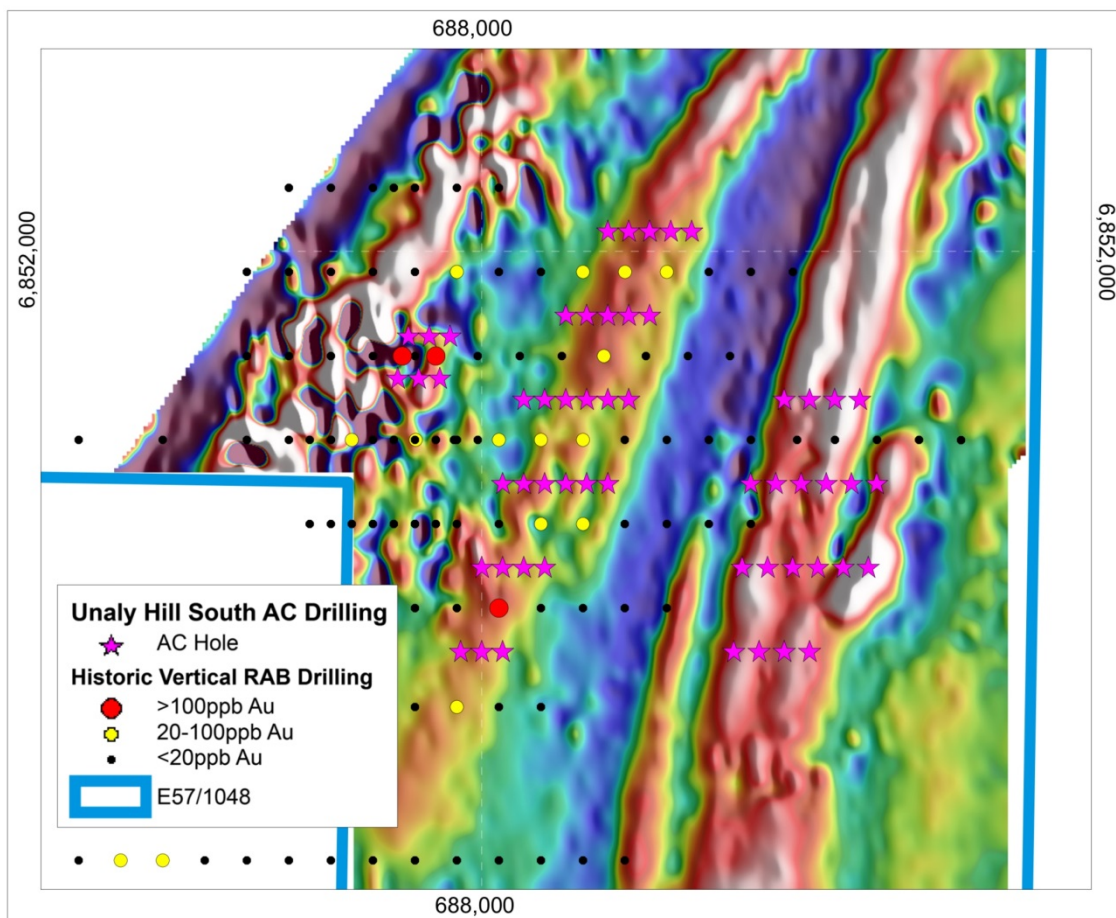 688,000
6,852,000
6,852,000
Unaly Hill South AC Drilling
AC Hole
Historic Vertical RAB Drilling
>100ppb Au
20-100ppb Au
<20ppb Au
E57/1048
688,000